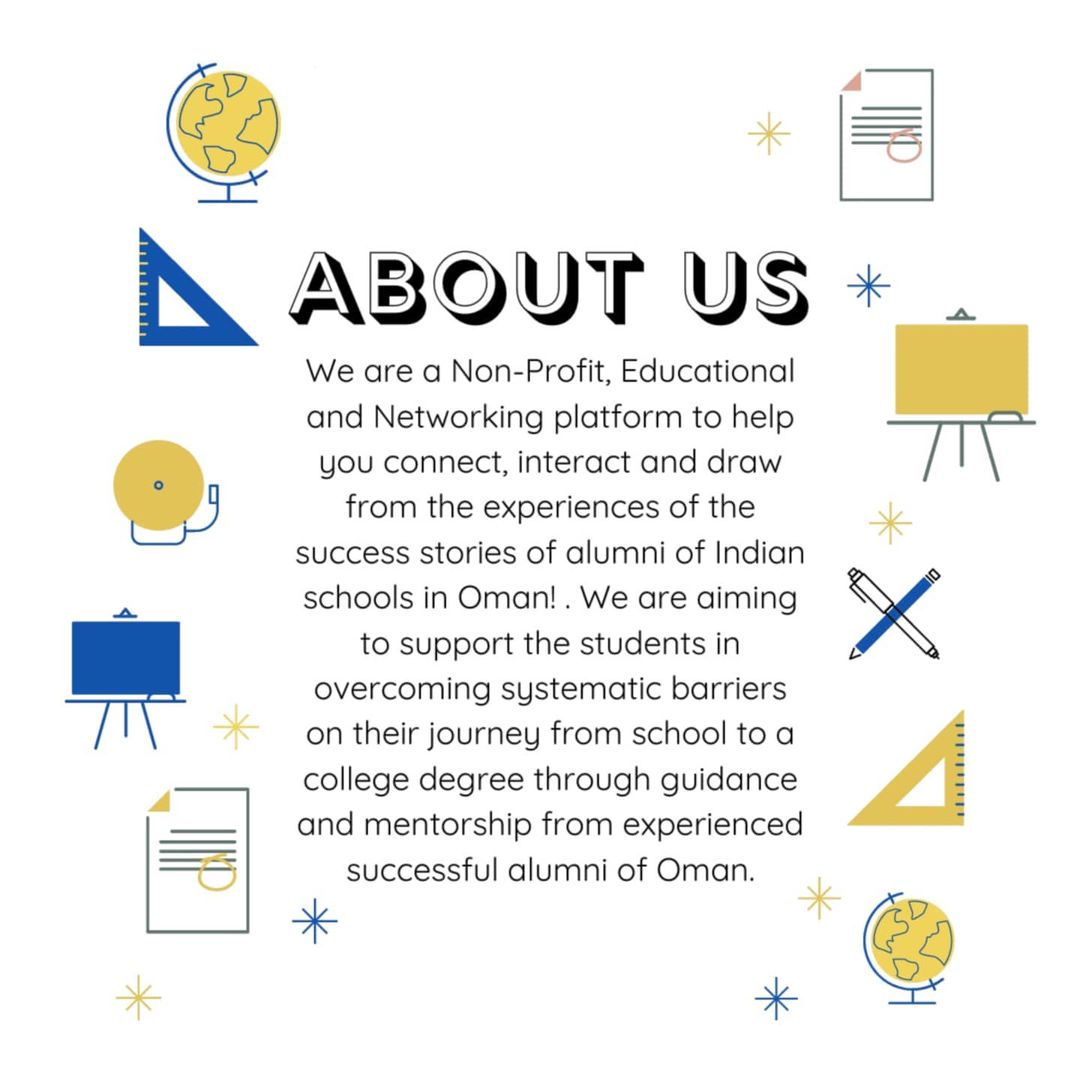 ABOUT US
We are a Non-Profit, Educational
and Networking platform to help
you connect, interact and draw
from the experiences of the
success stories of alumni of Indian
schools in Oman! . We are aiming
to support the students in
overcoming systematic barriers
on their journey from school to a
college degree through guidance
and mentorship from experienced
successful alumni of Oman.